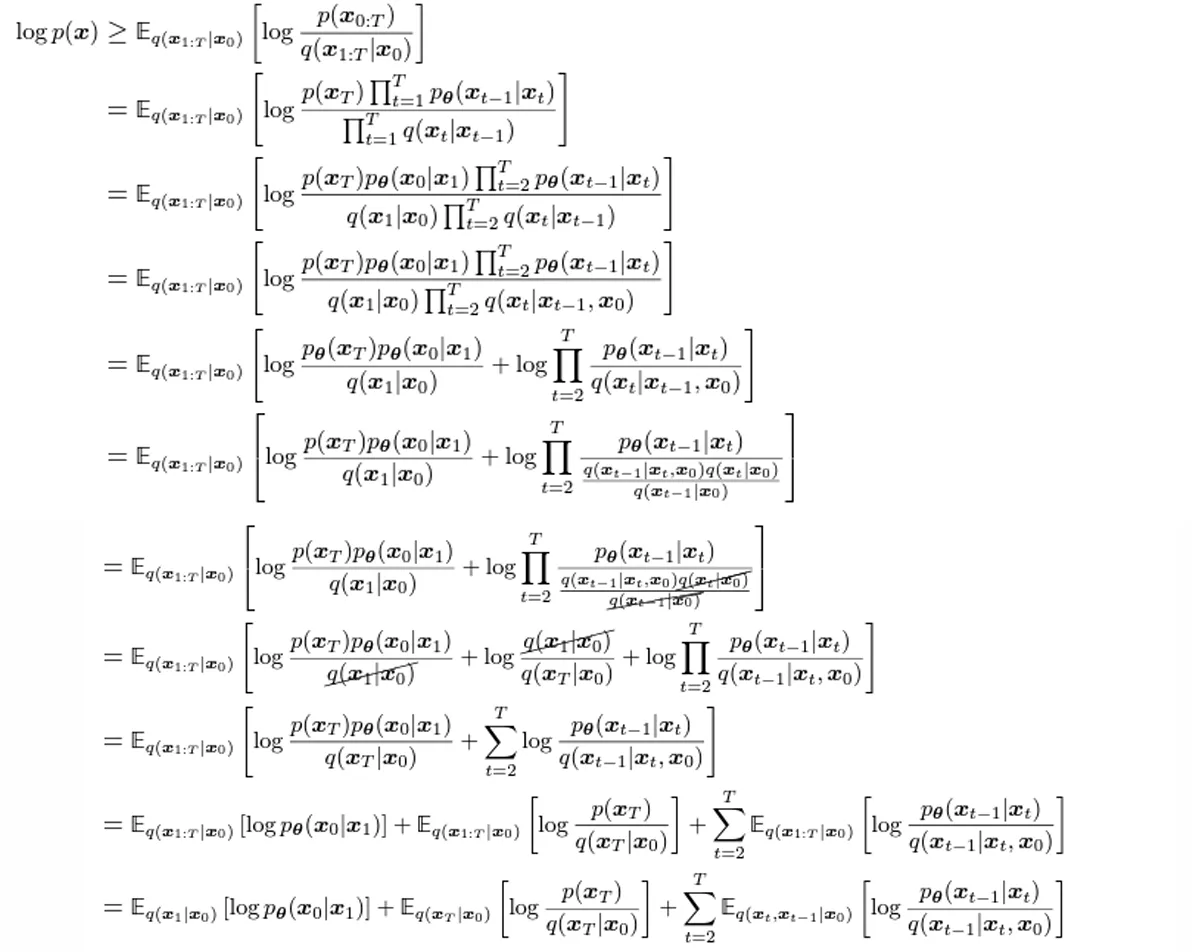 \log p(\boldsymbol{x}) \geq \mathbb{E}_{q(\boldsymbol{x}_{1:T}|\boldsymbol{x}_0)} \left[ \log \frac{p(\boldsymbol{x}_{0:T})}{q(\boldsymbol{x}_{1:T}|\boldsymbol{x}_0)} \right]
= \mathbb{E}_{q(\boldsymbol{x}_{1:T}|\boldsymbol{x}_0)} \left[ \log \frac{p(\boldsymbol{x}_T) \prod_{t=1}^{T} p_{\boldsymbol{\theta}}(\boldsymbol{x}_{t-1}|\boldsymbol{x}_t)}{\prod_{t=1}^{T} q(\boldsymbol{x}_t|\boldsymbol{x}_{t-1})} \right]
= \mathbb{E}_{q(\boldsymbol{x}_{1:T}|\boldsymbol{x}_0)} \left[ \log \frac{p(\boldsymbol{x}_T) p_{\boldsymbol{\theta}}(\boldsymbol{x}_0|\boldsymbol{x}_1) \prod_{t=2}^{T} p_{\boldsymbol{\theta}}(\boldsymbol{x}_{t-1}|\boldsymbol{x}_t)}{q(\boldsymbol{x}_1|\boldsymbol{x}_0) \prod_{t=2}^{T} q(\boldsymbol{x}_t|\boldsymbol{x}_{t-1})} \right]
= \mathbb{E}_{q(\boldsymbol{x}_{1:T}|\boldsymbol{x}_0)} \left[ \log \frac{p(\boldsymbol{x}_T) p_{\boldsymbol{\theta}}(\boldsymbol{x}_0|\boldsymbol{x}_1) \prod_{t=2}^{T} p_{\boldsymbol{\theta}}(\boldsymbol{x}_{t-1}|\boldsymbol{x}_t)}{q(\boldsymbol{x}_1|\boldsymbol{x}_0) \prod_{t=2}^{T} q(\boldsymbol{x}_t|\boldsymbol{x}_{t-1}, \boldsymbol{x}_0)} \right]
= \mathbb{E}_{q(\boldsymbol{x}_{1:T}|\boldsymbol{x}_0)} \left[ \log \frac{p_{\boldsymbol{\theta}}(\boldsymbol{x}_T) p_{\boldsymbol{\theta}}(\boldsymbol{x}_0|\boldsymbol{x}_1)}{q(\boldsymbol{x}_1|\boldsymbol{x}_0)} + \log \prod_{t=2}^{T} \frac{p_{\boldsymbol{\theta}}(\boldsymbol{x}_{t-1}|\boldsymbol{x}_t)}{q(\boldsymbol{x}_t|\boldsymbol{x}_{t-1}, \boldsymbol{x}_0)} \right]
= \mathbb{E}_{q(\boldsymbol{x}_{1:T}|\boldsymbol{x}_0)} \left[ \log \frac{p(\boldsymbol{x}_T) p_{\boldsymbol{\theta}}(\boldsymbol{x}_0|\boldsymbol{x}_1)}{q(\boldsymbol{x}_1|\boldsymbol{x}_0)} + \log \prod_{t=2}^{T} \frac{p_{\boldsymbol{\theta}}(\boldsymbol{x}_{t-1}|\boldsymbol{x}_t)}{\frac{q(\boldsymbol{x}_{t-1}|\boldsymbol{x}_t, \boldsymbol{x}_0) q(\boldsymbol{x}_t|\boldsymbol{x}_0)}{q(\boldsymbol{x}_{t-1}|\boldsymbol{x}_0)}} \right]
= \mathbb{E}_{q(\boldsymbol{x}_{1:T}|\boldsymbol{x}_0)} \left[ \log \frac{p(\boldsymbol{x}_T) p_{\boldsymbol{\theta}}(\boldsymbol{x}_0|\boldsymbol{x}_1)}{q(\boldsymbol{x}_1|\boldsymbol{x}_0)} + \log \prod_{t=2}^{T} \frac{p_{\boldsymbol{\theta}}(\boldsymbol{x}_{t-1}|\boldsymbol{x}_t)}{\frac{q(\boldsymbol{x}_{t-1}|\boldsymbol{x}_t, \boldsymbol{x}_0) \cancel{q(\boldsymbol{x}_t|\boldsymbol{x}_0)}}{\cancel{q(\boldsymbol{x}_{t-1}|\boldsymbol{x}_0)}}} \right]
= \mathbb{E}_{q(\boldsymbol{x}_{1:T}|\boldsymbol{x}_0)} \left[ \log \frac{p(\boldsymbol{x}_T) p_{\boldsymbol{\theta}}(\boldsymbol{x}_0|\boldsymbol{x}_1)}{\cancel{q(\boldsymbol{x}_1|\boldsymbol{x}_0)}} + \log \frac{\cancel{q(\boldsymbol{x}_1|\boldsymbol{x}_0)}}{q(\boldsymbol{x}_T|\boldsymbol{x}_0)} + \log \prod_{t=2}^{T} \frac{p_{\boldsymbol{\theta}}(\boldsymbol{x}_{t-1}|\boldsymbol{x}_t)}{q(\boldsymbol{x}_{t-1}|\boldsymbol{x}_t, \boldsymbol{x}_0)} \right]
= \mathbb{E}_{q(\boldsymbol{x}_{1:T}|\boldsymbol{x}_0)} \left[ \log \frac{p(\boldsymbol{x}_T) p_{\boldsymbol{\theta}}(\boldsymbol{x}_0|\boldsymbol{x}_1)}{q(\boldsymbol{x}_T|\boldsymbol{x}_0)} + \sum_{t=2}^{T} \log \frac{p_{\boldsymbol{\theta}}(\boldsymbol{x}_{t-1}|\boldsymbol{x}_t)}{q(\boldsymbol{x}_{t-1}|\boldsymbol{x}_t, \boldsymbol{x}_0)} \right]
= \mathbb{E}_{q(\boldsymbol{x}_{1:T}|\boldsymbol{x}_0)} \left[ \log p_{\boldsymbol{\theta}}(\boldsymbol{x}_0|\boldsymbol{x}_1) \right] + \mathbb{E}_{q(\boldsymbol{x}_{1:T}|\boldsymbol{x}_0)} \left[ \log \frac{p(\boldsymbol{x}_T)}{q(\boldsymbol{x}_T|\boldsymbol{x}_0)} \right] + \sum_{t=2}^{T} \mathbb{E}_{q(\boldsymbol{x}_{1:T}|\boldsymbol{x}_0)} \left[ \log \frac{p_{\boldsymbol{\theta}}(\boldsymbol{x}_{t-1}|\boldsymbol{x}_t)}{q(\boldsymbol{x}_{t-1}|\boldsymbol{x}_t, \boldsymbol{x}_0)} \right]
= \mathbb{E}_{q(\boldsymbol{x}_1|\boldsymbol{x}_0)} \left[ \log p_{\boldsymbol{\theta}}(\boldsymbol{x}_0|\boldsymbol{x}_1) \right] + \mathbb{E}_{q(\boldsymbol{x}_T|\boldsymbol{x}_0)} \left[ \log \frac{p(\boldsymbol{x}_T)}{q(\boldsymbol{x}_T|\boldsymbol{x}_0)} \right] + \sum_{t=2}^{T} \mathbb{E}_{q(\boldsymbol{x}_t, \boldsymbol{x}_{t-1}|\boldsymbol{x}_0)} \left[ \log \frac{p_{\boldsymbol{\theta}}(\boldsymbol{x}_{t-1}|\boldsymbol{x}_t)}{q(\boldsymbol{x}_{t-1}|\boldsymbol{x}_t, \boldsymbol{x}_0)} \right]